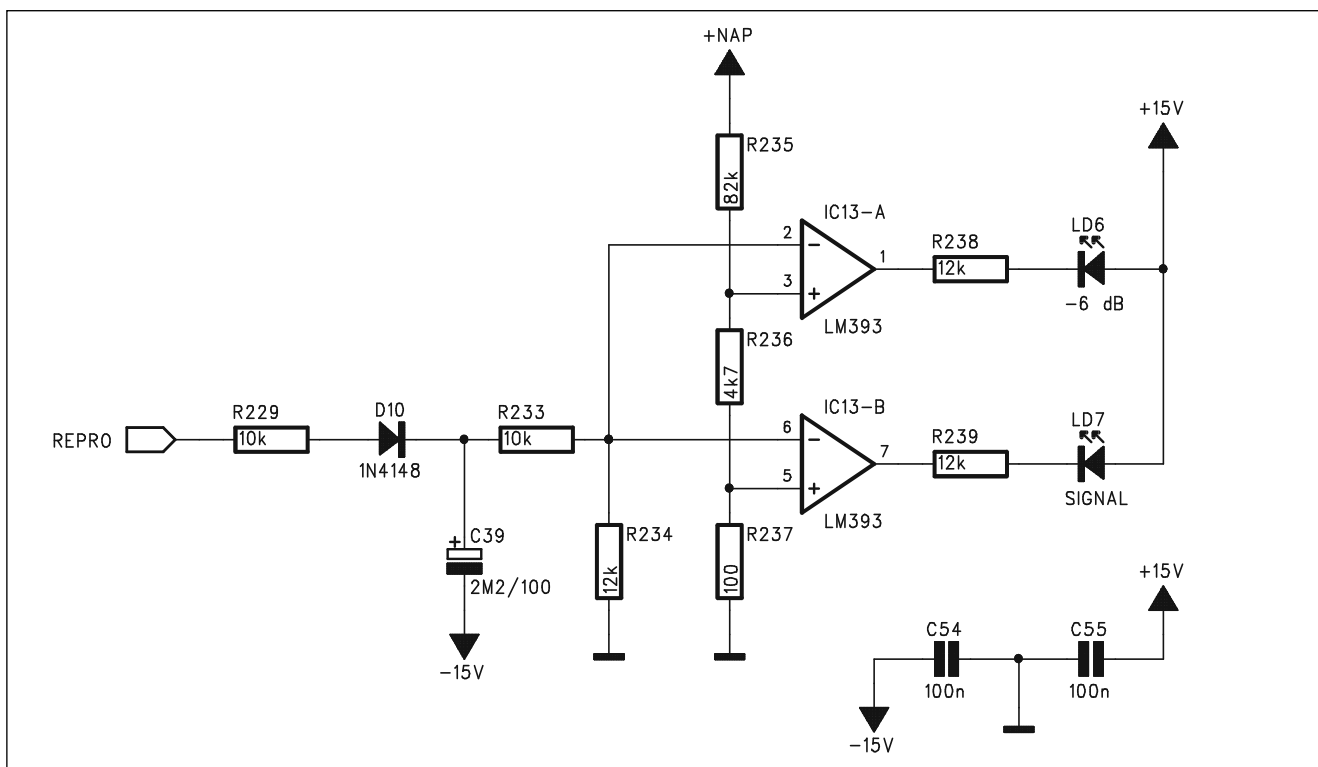 +NAP
+15V
R235
82k
IC13-A
2
1
3
LM393
R238
12k
LD6
-6 dB
R236
4k7
REPRO
R229
10k
D10
1N4148
R233
10k
IC13-B
6
7
5
LM393
R239
12k
LD7
SIGNAL
+
C39
2M2/100
-15V
R234
12k
R237
100
C54
100n
C55
100n
+15V
-15V